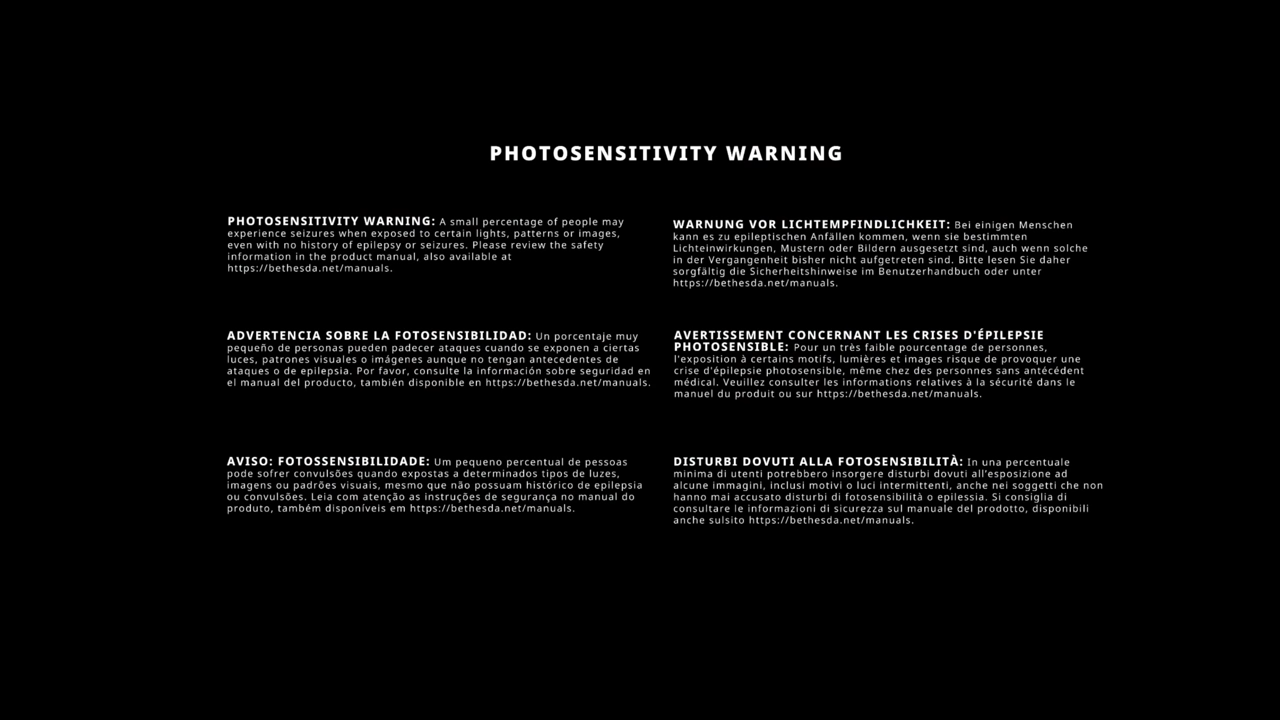 PHOTOSENSITIVITY WARNING
PHOTOSENSITIVITY WARNING: A small percentage of people may
experience seizures when exposed to certain lights, patterns or images,
even with no history of epilepsy or seizures. Please review the safety
information in the product manual, also available at
https://bethesda.net/manuals.
WARNUNG VOR LICHTEMPFINDLICHKEIT: Bei einigen Menschen
kann es zu epileptischen Anfällen kommen, wenn sie bestimmten
Lichteinwirkungen, Mustern oder Bildern ausgesetzt sind, auch wenn solche
in der Vergangenheit bisher nicht aufgetreten sind. Bitte lesen Sie daher
sorgfältig die Sicherheitshinweise im Benutzerhandbuch oder unter
https://bethesda.net/manuals.
ADVERTENCIA SOBRE LA FOTOSENSIBILIDAD: Un porcentaje muy
pequeño de personas pueden padecer ataques cuando se exponen a ciertas
luces, patrones visuales o imágenes aunque no tengan antecedentes de
ataques o de epilepsia. Por favor, consulte la información sobre seguridad en
el manual del producto, también disponible en https://bethesda.net/manuals.
AVERTISSEMENT CONCERNANT LES CRISES D'ÉPILEPSIE
PHOTOSENSIBLE: Pour un très faible pourcentage de personnes,
l'exposition à certains motifs, lumières et images risque de provoquer une
crise d'épilepsie photosensible, même chez des personnes sans antécédent
médical. Veuillez consulter les informations relatives à la sécurité dans le
manuel du produit ou sur https://bethesda.net/manuals.
AVISO: FOTOSSENSIBILIDADE: Um pequeno percentual de pessoas
pode sofrer convulsões quando expostas a determinados tipos de luzes,
imagens ou padrões visuais, mesmo que não possuam histórico de epilepsia
ou convulsões. Leia com atenção as instruções de segurança no manual do
produto, também disponíveis em https://bethesda.net/manuals.
DISTURBI DOVUTI ALLA FOTOSENSIBILITÀ: In una percentuale
minima di utenti potrebbero insorgere disturbi dovuti all'esposizione ad
alcune immagini, inclusi motivi o luci intermittenti, anche nei soggetti che non
hanno mai accusato disturbi di fotosensibilità o epilessia. Si consiglia di
consultare le informazioni di sicurezza sul manuale del prodotto, disponibili
anche sulsito https://bethesda.net/manuals.